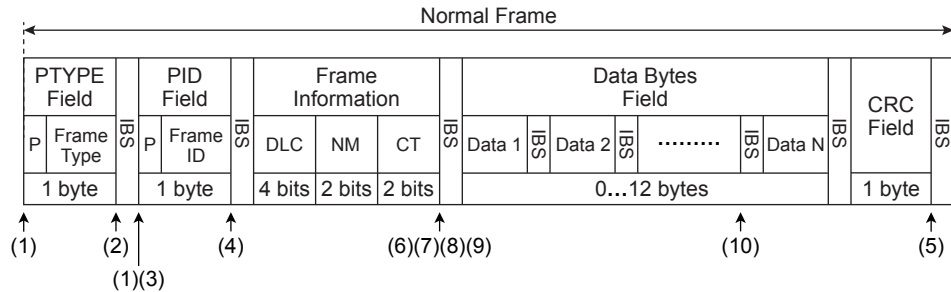 Normal Frame
PTYPE Field
PID Field
Frame Information
Data Bytes Field
CRC Field
IBS
IBS
IBS
IBS
IBS
P
Frame Type
P
Frame ID
DLC
NM
CT
Data 1
IBS
Data 2
IBS
.........
IBS
Data N
1 byte
1 byte
4 bits
2 bits
2 bits
0...12 bytes
1 byte
(1)
(2)
(4)
(6)(7)(8)(9)
(10)
(5)
(1)(3)